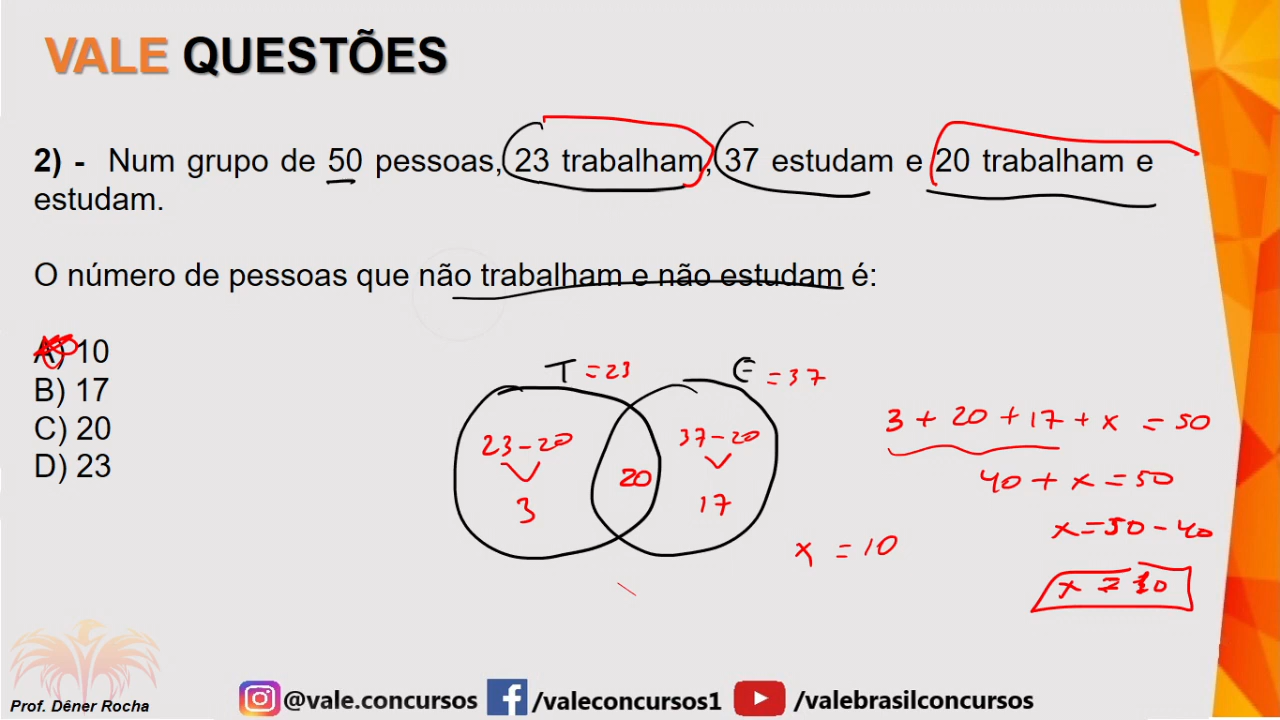 VALE QUESTÕES
2) - Num grupo de 50 pessoas, 23 trabalham, 37 estudam e 20 trabalham e
estudam.
O número de pessoas que não trabalham e não estudam é:
A) 10
B) 17
C) 20
D) 23
T = 23
E = 37
23 - 20
3
20
37 - 20
17
x = 10
3 + 20 + 17 + x = 50
40 + x = 50
x = 50 - 40
x = 10
Prof. Dêner Rocha
@vale.concursos /valeconcursos1 /valebrasilconcursos